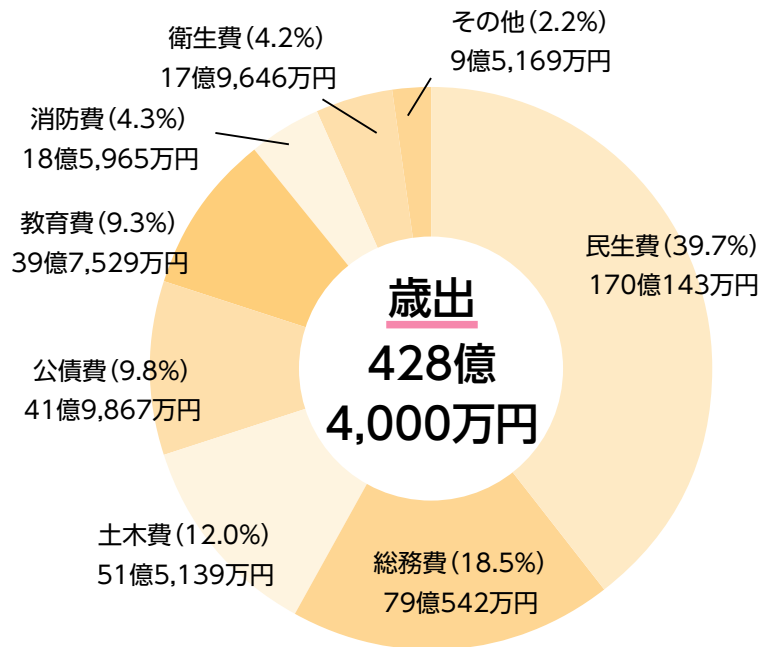 その他(2.2%)
9億5,169万円
衛生費(4.2%)
17億9,646万円
消防費(4.3%)
18億5,965万円
教育費(9.3%)
39億7,529万円
公債費(9.8%)
41億9,867万円
土木費(12.0%)
51億5,139万円
総務費(18.5%)
79億542万円
民生費(39.7%)
170億143万円
歳出
428億
4,000万円